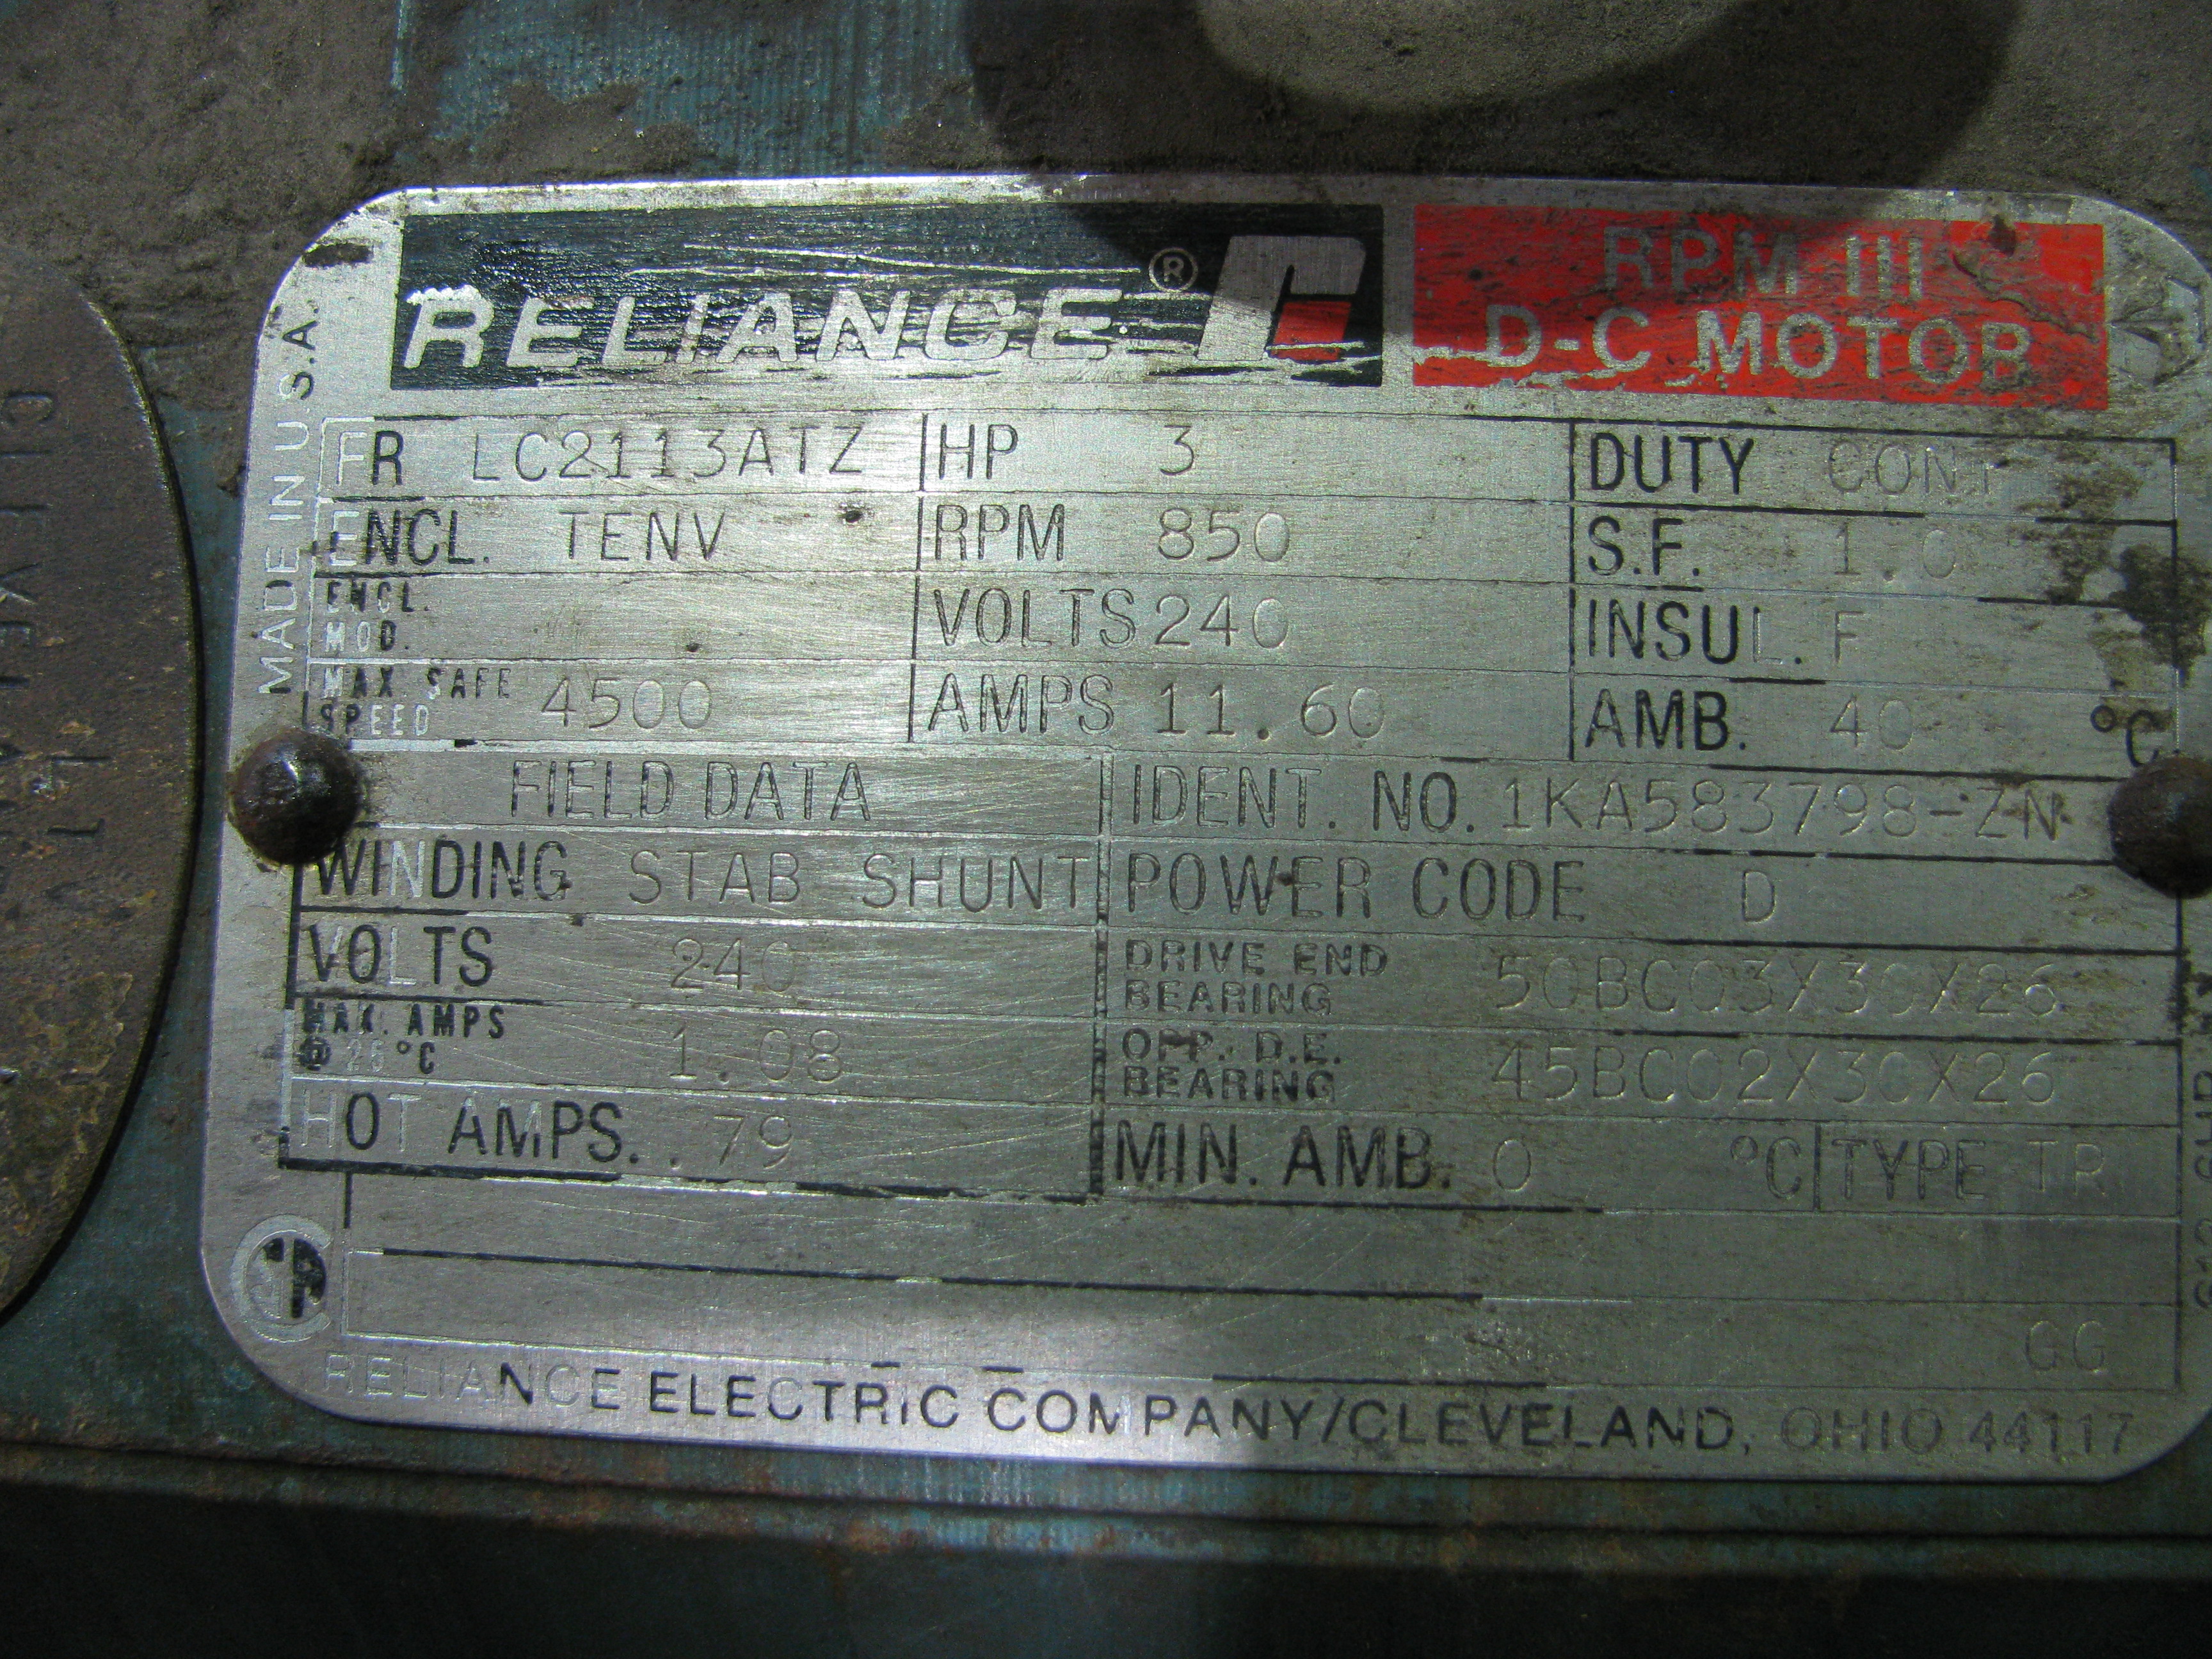 MADE IN U.S.A.
RELIANCE ®
RPM III
D-C MOTOR
FR LC2113ATZ HP 3 DUTY CONT
ENCL. TENV RPM 850 S.F. 1.0
ENCL. MOD. VOLTS 240 INSUL. F
MAX. SAFE SPEED 4500 AMPS 11.60 AMB. 40 °C
FIELD DATA IDENT. NO. 1KA583798-ZN
WINDING STAB SHUNT POWER CODE D
VOLTS 240 DRIVE END BEARING 50BC03X30X26
MAX. AMPS @ 25°C 1.08 OPP. D.E. BEARING 45BC02X30X26
HOT AMPS. .79 MIN. AMB. 0 °C TYPE TR
GG
RELIANCE ELECTRIC COMPANY/CLEVELAND, OHIO 44117